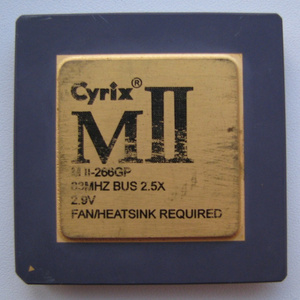 Cyrix®
MII
M II-266GP
83MHZ BUS 2.5X
2.9V
FAN/HEATSINK REQUIRED